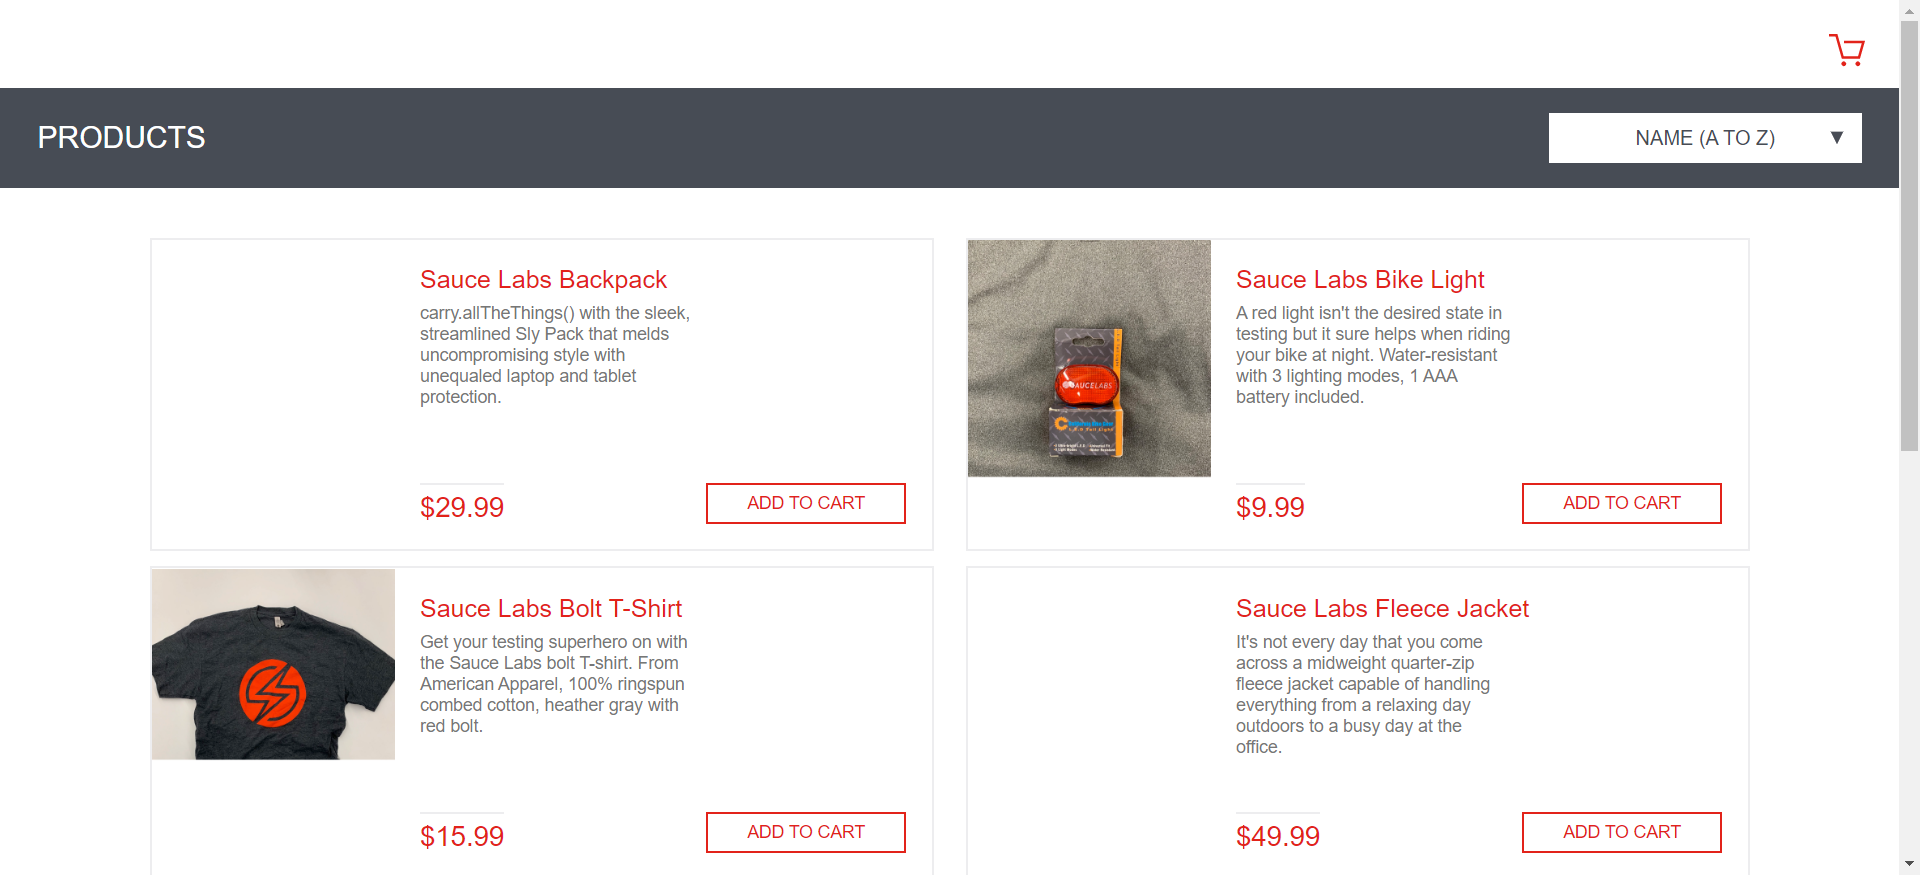 PRODUCTS
NAME (A TO Z)
Sauce Labs Backpack
carry.allTheThings() with the sleek,
streamlined Sly Pack that melds
uncompromising style with
unequaled laptop and tablet
protection.
$29.99
ADD TO CART
SAUCELABS
Sauce Labs Bike Light
A red light isn't the desired state in
testing but it sure helps when riding
your bike at night. Water-resistant
with 3 lighting modes, 1 AAA
battery included.
$9.99
ADD TO CART
Sauce Labs Bolt T-Shirt
Get your testing superhero on with
the Sauce Labs bolt T-shirt. From
American Apparel, 100% ringspun
combed cotton, heather gray with
red bolt.
$15.99
ADD TO CART
Sauce Labs Fleece Jacket
It's not every day that you come
across a midweight quarter-zip
fleece jacket capable of handling
everything from a relaxing day
outdoors to a busy day at the
office.
$49.99
ADD TO CART